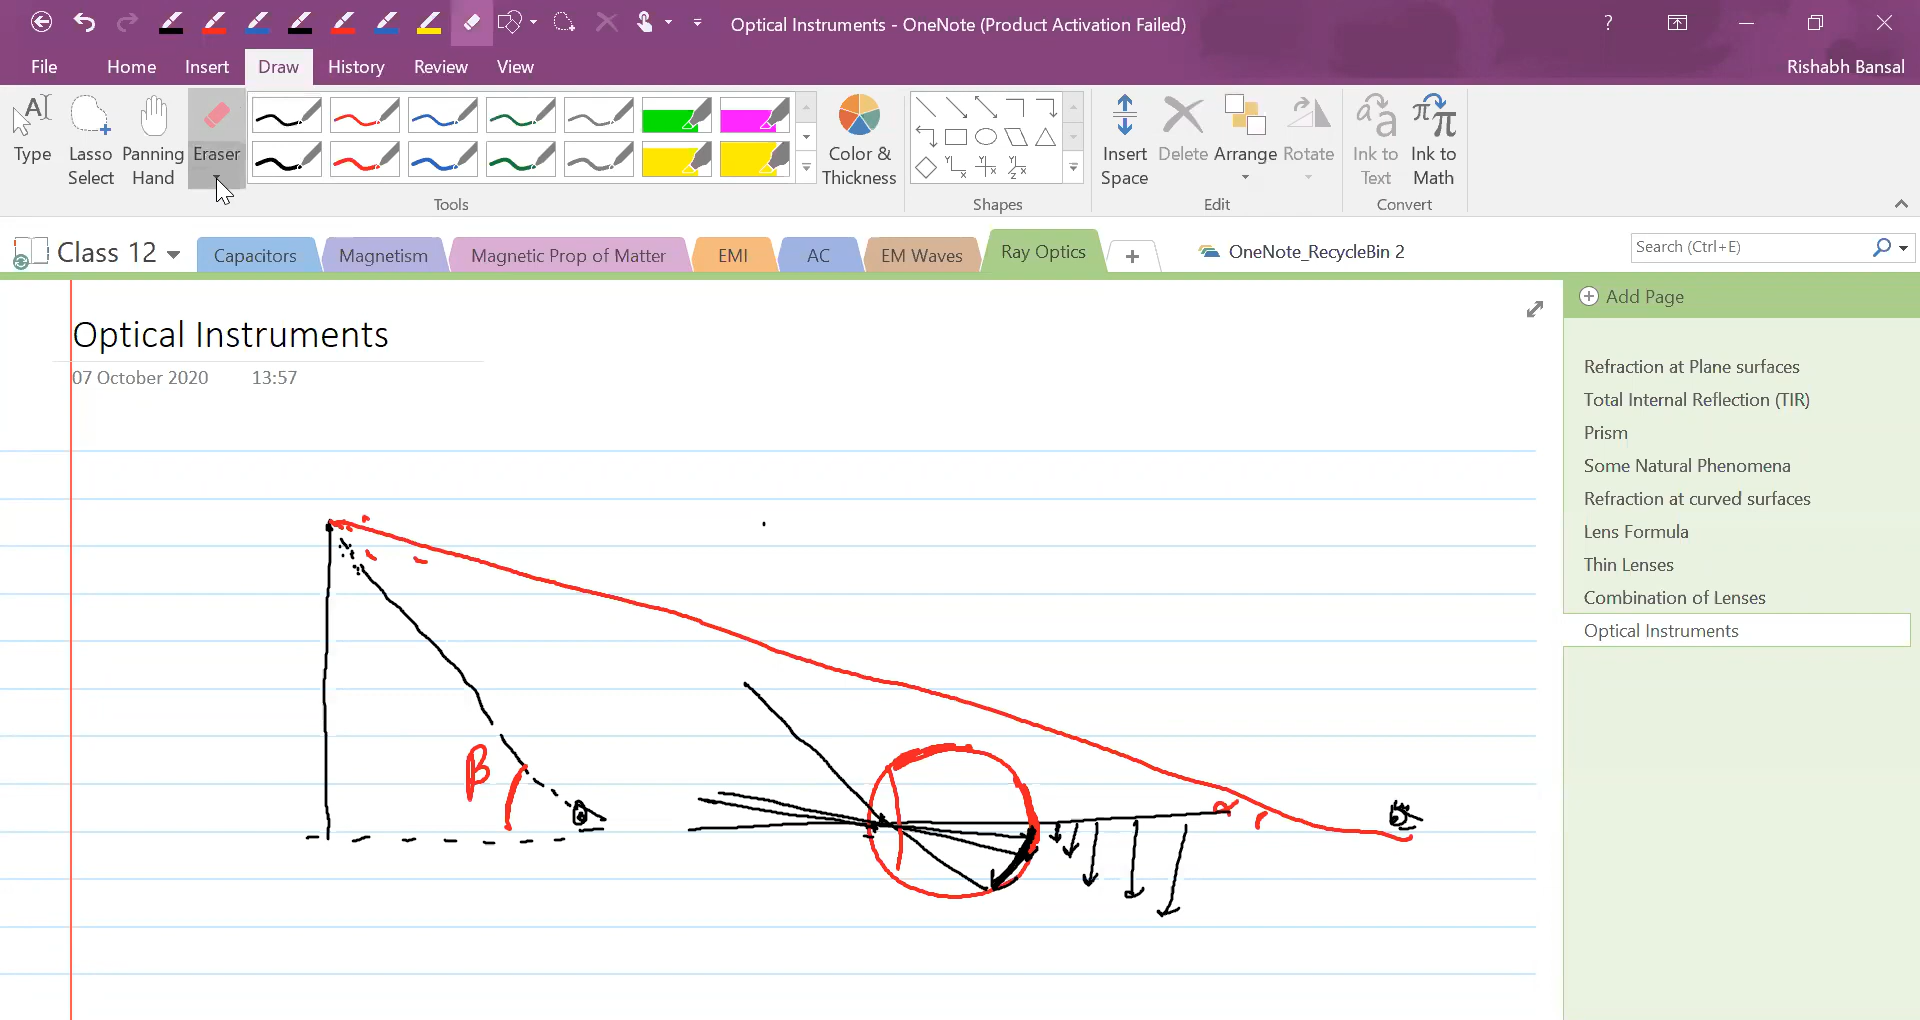 Optical Instruments - OneNote (Product Activation Failed)
?
File Home Insert Draw History Review View
Rishabh Bansal
Type
Lasso Select
Panning Hand
Eraser
Color & Thickness
Insert Space
Delete
Arrange
Rotate
Ink to Text
Ink to Math
Tools
Shapes
Edit
Convert
Class 12
Capacitors
Magnetism
Magnetic Prop of Matter
EMI
AC
EM Waves
Ray Optics
+
OneNote_RecycleBin 2
Search (Ctrl+E)
Add Page
Optical Instruments
07 October 2020 13:57
Refraction at Plane surfaces
Total Internal Reflection (TIR)
Prism
Some Natural Phenomena
Refraction at curved surfaces
Lens Formula
Thin Lenses
Combination of Lenses
Optical Instruments
β
α